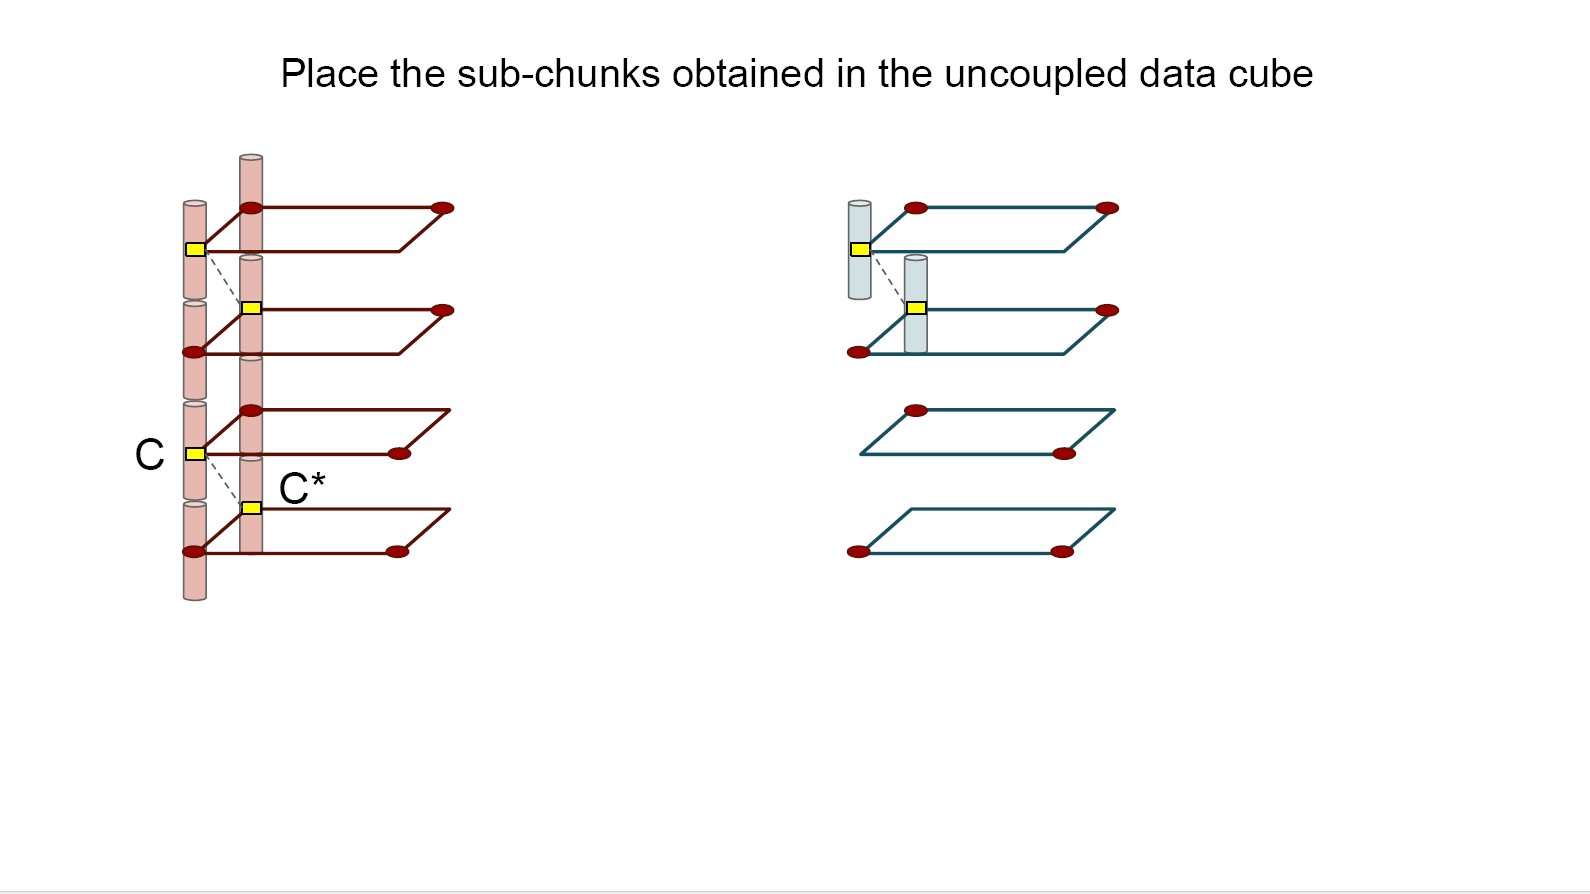 Place the sub-chunks obtained in the uncoupled data cube
C
C*